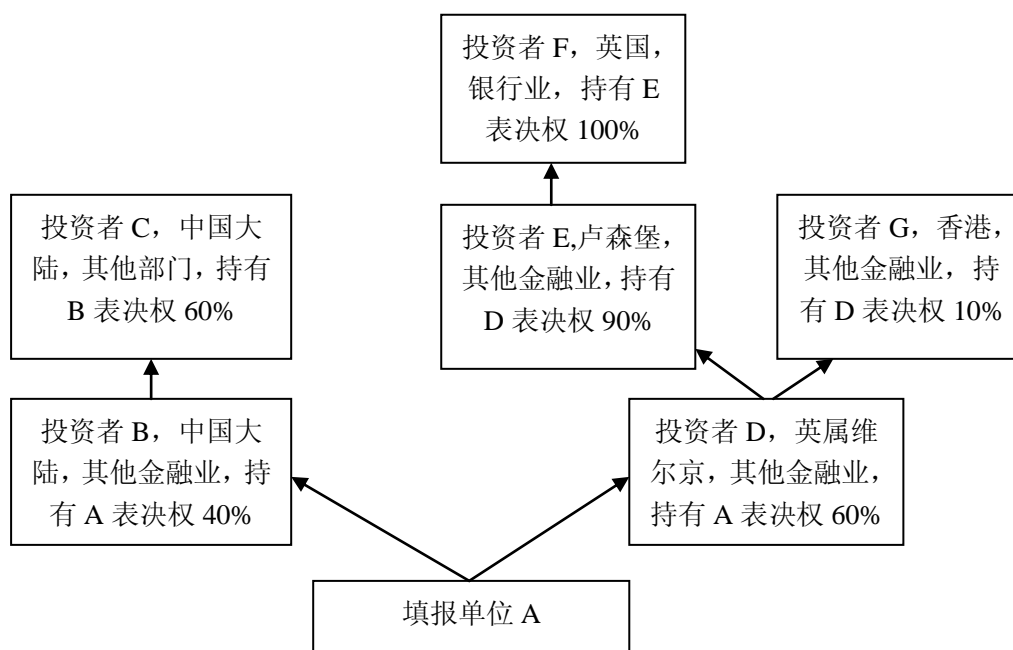 投资者 F，英国，
银行业，持有 E
表决权 100%
投资者 C，中国大
陆，其他部门，持有
B 表决权 60%
投资者 E,卢森堡，
其他金融业，持有
D 表决权 90%
投资者 G，香港，
其他金融业，持
有 D 表决权 10%
投资者 B，中国大
陆，其他金融业，持
有 A 表决权 40%
投资者 D，英属维
尔京，其他金融业，
持有 A 表决权 60%
填报单位 A